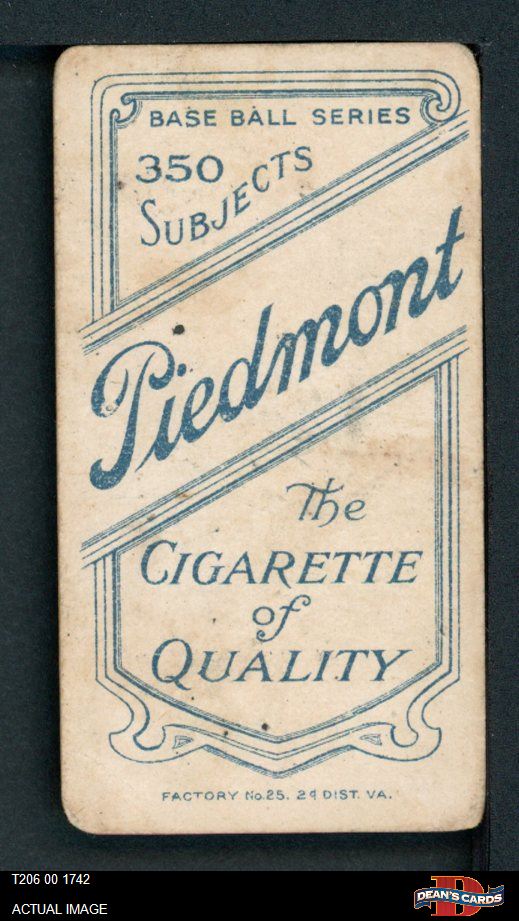 BASE BALL SERIES
350
SUBJECTS
Piedmont
The
CIGARETTE
of
QUALITY
FACTORY No. 25. 2d DIST. VA.
T206 00 1742
ACTUAL IMAGE
D
DEAN'S CARDS